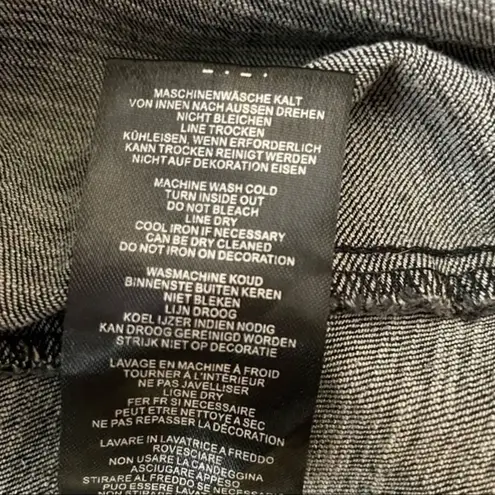 MASCHINENWÄSCHE KALT
VON INNEN NACH AUSSEN DREHEN
NICHT BLEICHEN
LINE TROCKEN
KÜHLEISEN, WENN ERFORDERLICH
KANN TROCKEN REINIGT WERDEN
NICHT AUF DEKORATION EISEN
MACHINE WASH COLD
TURN INSIDE OUT
DO NOT BLEACH
LINE DRY
COOL IRON IF NECESSARY
CAN BE DRY CLEANED
DO NOT IRON ON DECORATION
WASMACHINE KOUD
BINNENSTE BUITEN KEREN
NIET BLEKEN
LIJN DROOG
KOEL IJZER INDIEN NODIG
KAN DROOG GEREINIGD WORDEN
STRIJK NIET OP DECORATIE
LAVAGE EN MACHINE À FROID
TOURNER À L'INTÉRIEUR
NE PAS JAVELLISER
LIGNE DRY
FER FR SI NECESSAIRE
PEUT ETRE NETTOYE A SEC
NE PAS REPASSER LA DECORATION
LAVARE IN LAVATRICE A FREDDO
ROVESCIARE
NON USARE LA CANDEGGINA
ASCIUGARE APPESO
STIRARE AL FREDDO SE NECESSARIO
PUO ESSERE LAVATO
NON STIRARE